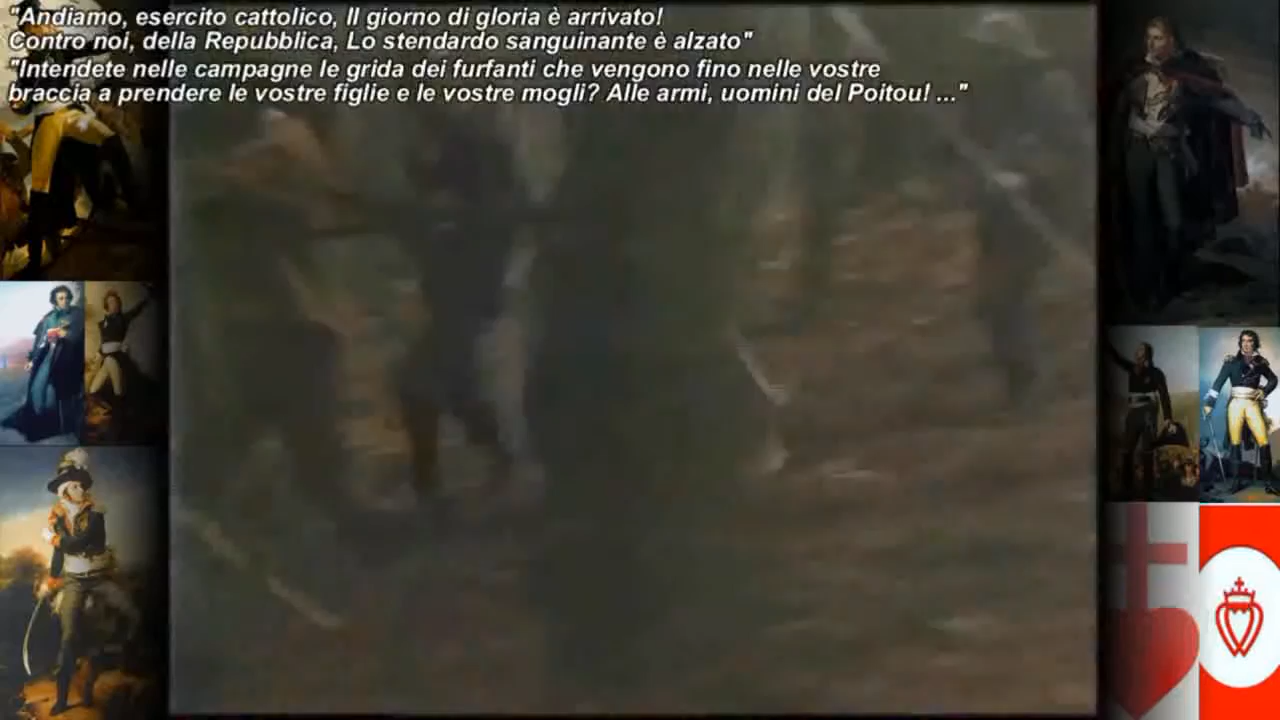 "Andiamo, esercito cattolico, Il giorno di gloria è arrivato!
Contro noi, della Repubblica, Lo stendardo sanguinante è alzato"
"Intendete nelle campagne le grida dei furfanti che vengono fino nelle vostre
braccia a prendere le vostre figlie e le vostre mogli? Alle armi, uomini del Poitou! ..."